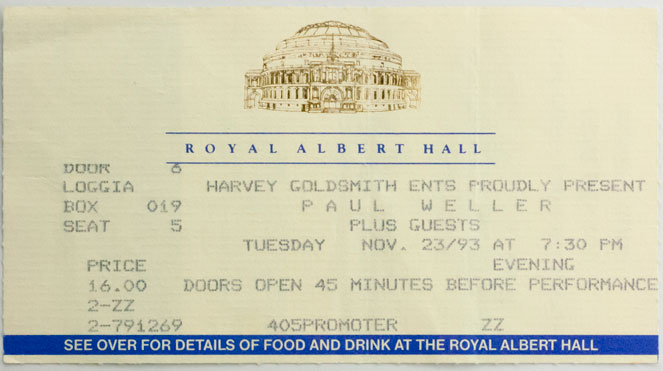 ROYAL ALBERT HALL
DOOR 6
LOGGIA HARVEY GOLDSMITH ENTS PROUDLY PRESENT
BOX 019 PAUL WELLER
SEAT 5 PLUS GUESTS
TUESDAY NOV. 23/93 AT 7:30 PM
PRICE EVENING
16.00 DOORS OPEN 45 MINUTES BEFORE PERFORMANCE
2-ZZ
2-791269 405PROMOTER ZZ
SEE OVER FOR DETAILS OF FOOD AND DRINK AT THE ROYAL ALBERT HALL